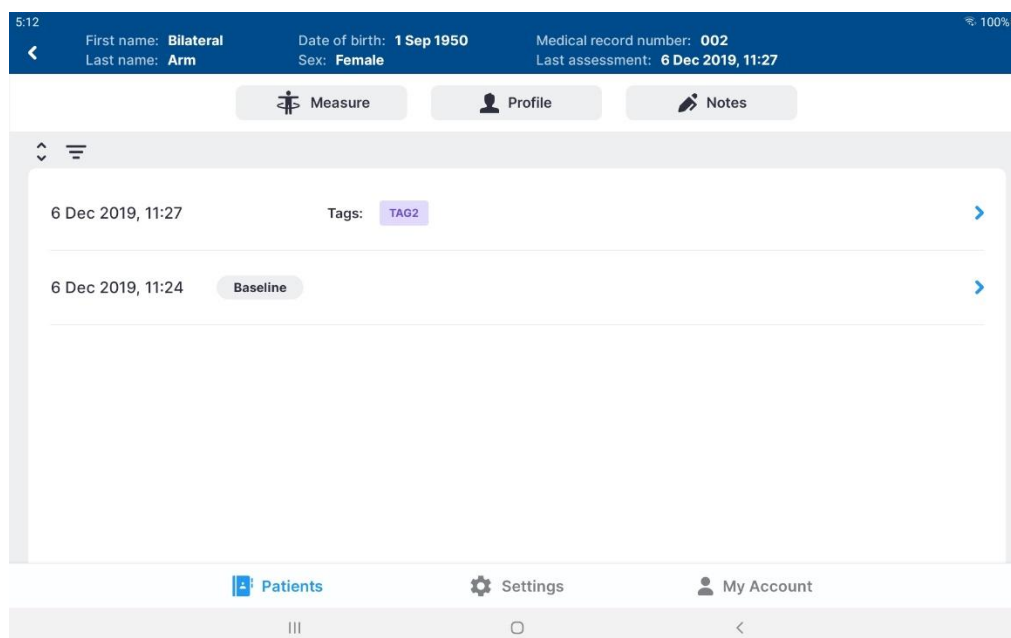 5:12 100%
First name: Bilateral Date of birth: 1 Sep 1950 Medical record number: 002
Last name: Arm Sex: Female Last assessment: 6 Dec 2019, 11:27
Measure Profile Notes
6 Dec 2019, 11:27 Tags: TAG2
6 Dec 2019, 11:24 Baseline
Patients Settings My Account